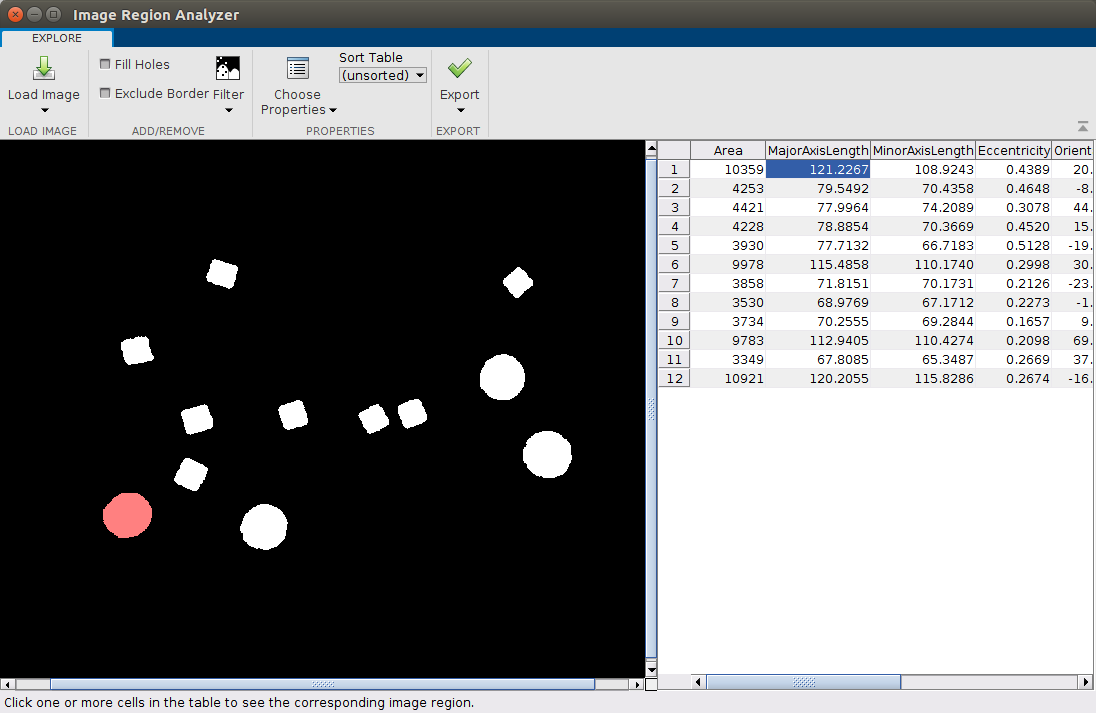 Image Region Analyzer
EXPLORE
Load Image
Fill Holes
Exclude Border
Filter
Choose
Properties
Sort Table
(unsorted)
Export
LOAD IMAGE
ADD/REMOVE
PROPERTIES
EXPORT
Area MajorAxisLength MinorAxisLength Eccentricity Orient
1 10359 121.2267 108.9243 0.4389 20.
2 4253 79.5492 70.4358 0.4648 -8.
3 4421 77.9964 74.2089 0.3078 44.
4 4228 78.8854 70.3669 0.4520 15.
5 3930 77.7132 66.7183 0.5128 -19.
6 9978 115.4858 110.1740 0.2998 30.
7 3858 71.8151 70.1731 0.2126 -23.
8 3530 68.9769 67.1712 0.2273 -1.
9 3734 70.2555 69.2844 0.1657 9.
10 9783 112.9405 110.4274 0.2098 69.
11 3349 67.8085 65.3487 0.2669 37.
12 10921 120.2055 115.8286 0.2674 -16.
Click one or more cells in the table to see the corresponding image region.